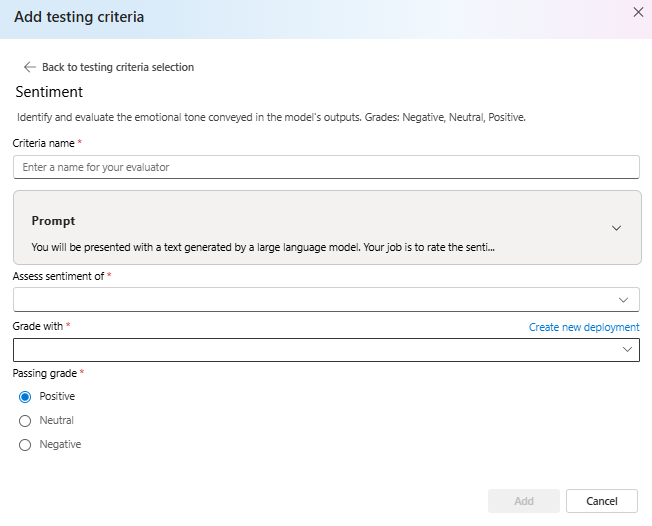 Add testing criteria
Back to testing criteria selection
Sentiment
Identify and evaluate the emotional tone conveyed in the model's outputs. Grades: Negative, Neutral, Positive.
Criteria name *
Enter a name for your evaluator
Prompt
You will be presented with a text generated by a large language model. Your job is to rate the senti...
Assess sentiment of *
Grade with *
Create new deployment
Passing grade *
Positive
Neutral
Negative
Add
Cancel